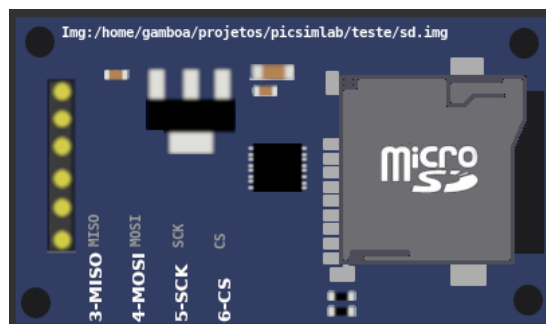 Img:/home/gamboa/projetos/picsimlab/teste/sd.img
MICRO
SD
MISO
MOSI
SCK
CS
3-MISO
4-MOSI
5-SCK
6-CS